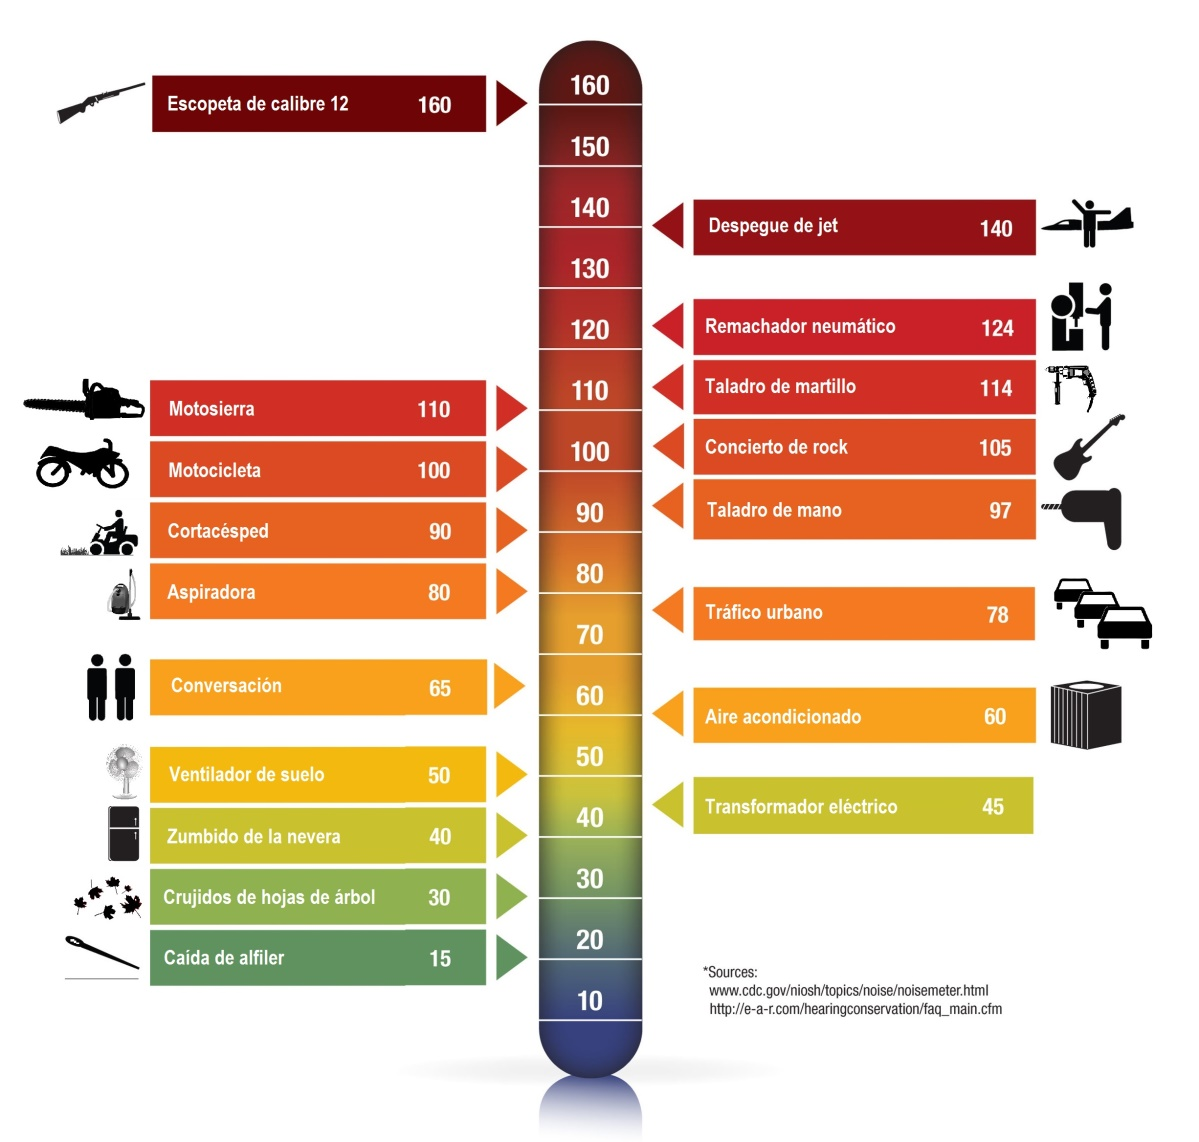 Escopeta de calibre 12 160
Motosierra 110
Motocicleta 100
Cortacésped 90
Aspiradora 80
Conversación 65
Ventilador de suelo 50
Zumbido de la nevera 40
Crujidos de hojas de árbol 30
Caída de alfiler 15
160
150
140
130
120
110
100
90
80
70
60
50
40
30
20
10
Despegue de jet 140
Remachador neumático 124
Taladro de martillo 114
Concierto de rock 105
Taladro de mano 97
Tráfico urbano 78
Aire acondicionado 60
Transformador eléctrico 45
*Sources:
www.cdc.gov/niosh/topics/noise/noisemeter.html
http://e-a-r.com/hearingconservation/faq_main.cfm